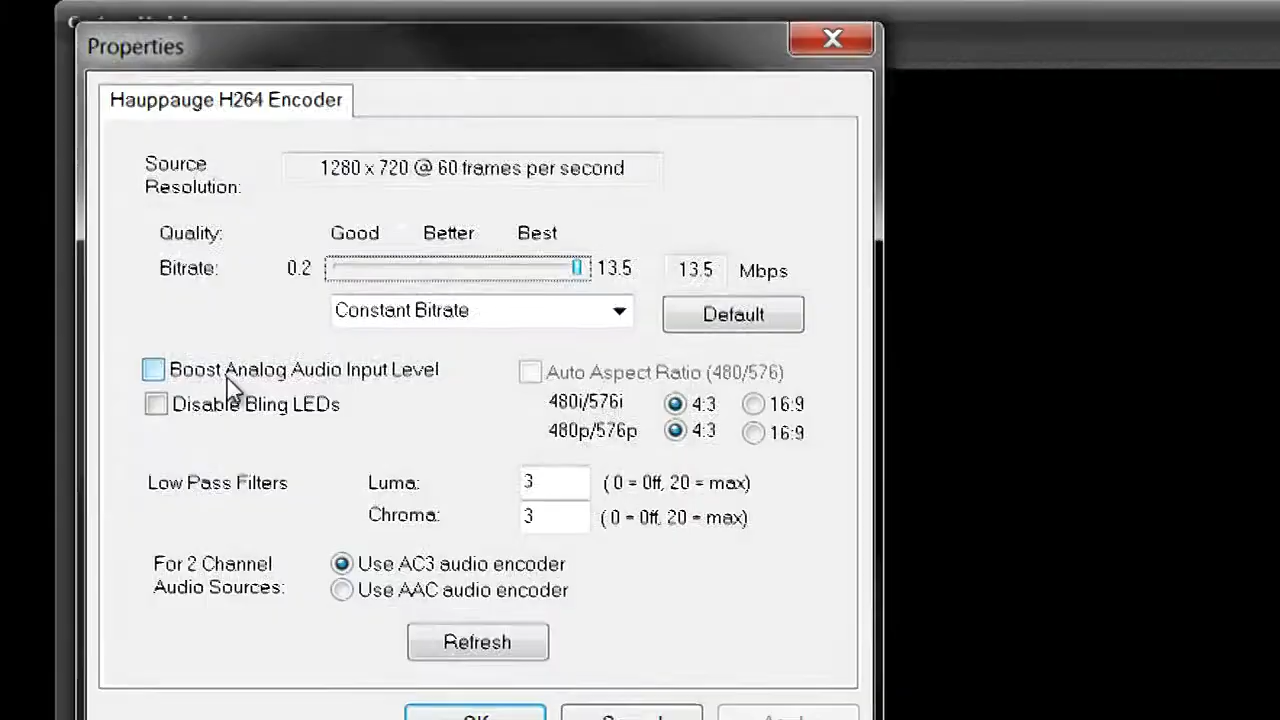 Properties
Hauppauge H264 Encoder
Source Resolution:
1280 x 720 @ 60 frames per second
Quality: Good Better Best
Bitrate: 0.2 13.5 13.5 Mbps
Constant Bitrate Default
Boost Analog Audio Input Level
Disable Bling LEDs
Auto Aspect Ratio (480/576)
480i/576i 4:3 16:9
480p/576p 4:3 16:9
Low Pass Filters Luma: 3 ( 0 = Off, 20 = max)
Chroma: 3 ( 0 = Off, 20 = max)
For 2 Channel
Audio Sources:
Use AC3 audio encoder
Use AAC audio encoder
Refresh